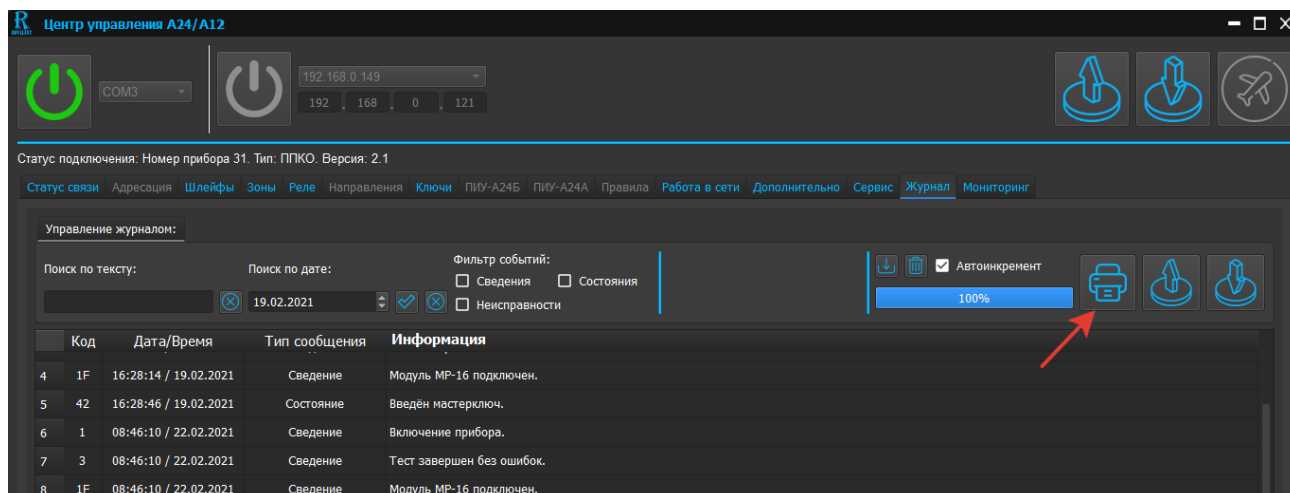 R
Центр управления А24/А12
COM3
192.168.0.149
192 . 168 . 0 . 121
Статус подключения: Номер прибора 31. Тип: ППКО. Версия: 2.1
Статус связи Адресация Шлейфы Зоны Реле Направления Ключи ПИУ-А24Б ПИУ-А24А Правила Работа в сети Дополнительно Сервис Журнал Мониторинг
Управление журналом:
Поиск по тексту:
Поиск по дате:
19.02.2021
Фильтр событий:
Сведения Состояния
Неисправности
Автоинкремент
100%
Код Дата/Время Тип сообщения Информация
4 1F 16:28:14 / 19.02.2021 Сведение Модуль МР-16 подключен.
5 42 16:28:46 / 19.02.2021 Состояние Введён мастерключ.
6 1 08:46:10 / 22.02.2021 Сведение Включение прибора.
7 3 08:46:10 / 22.02.2021 Сведение Тест завершен без ошибок.
8 1F 08:46:10 / 22.02.2021 Сведение Модуль МР-16 подключен.